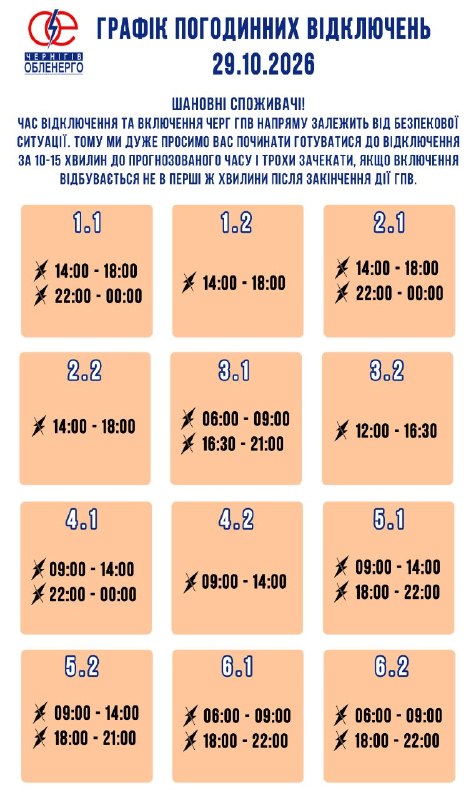 ЧЕРНІГІВ
ОБЛЕНЕРГО
ГРАФІК ПОГОДИННИХ ВІДКЛЮЧЕНЬ
29.10.2026
ШАНОВНІ СПОЖИВАЧІ!
ЧАС ВІДКЛЮЧЕННЯ ТА ВКЛЮЧЕННЯ ЧЕРГ ГПВ НАПРЯМУ ЗАЛЕЖИТЬ ВІД БЕЗПЕКОВОЇ
СИТУАЦІЇ. ТОМУ МИ ДУЖЕ ПРОСИМО ВАС ПОЧИНАТИ ГОТУВАТИСЯ ДО ВІДКЛЮЧЕННЯ
ЗА 10-15 ХВИЛИН ДО ПРОГНОЗОВАНОГО ЧАСУ І ТРОХИ ЗАЧЕКАТИ, ЯКЩО ВКЛЮЧЕННЯ
ВІДБУВАЄТЬСЯ НЕ В ПЕРШІ Ж ХВИЛИНИ ПІСЛЯ ЗАКІНЧЕННЯ ДІЇ ГПВ.
1.1
14:00 - 18:00
22:00 - 00:00
1.2
14:00 - 18:00
2.1
14:00 - 18:00
22:00 - 00:00
2.2
14:00 - 18:00
3.1
06:00 - 09:00
16:30 - 21:00
3.2
12:00 - 16:30
4.1
09:00 - 14:00
22:00 - 00:00
4.2
09:00 - 14:00
5.1
09:00 - 14:00
18:00 - 22:00
5.2
09:00 - 14:00
18:00 - 21:00
6.1
06:00 - 09:00
18:00 - 22:00
6.2
06:00 - 09:00
18:00 - 22:00